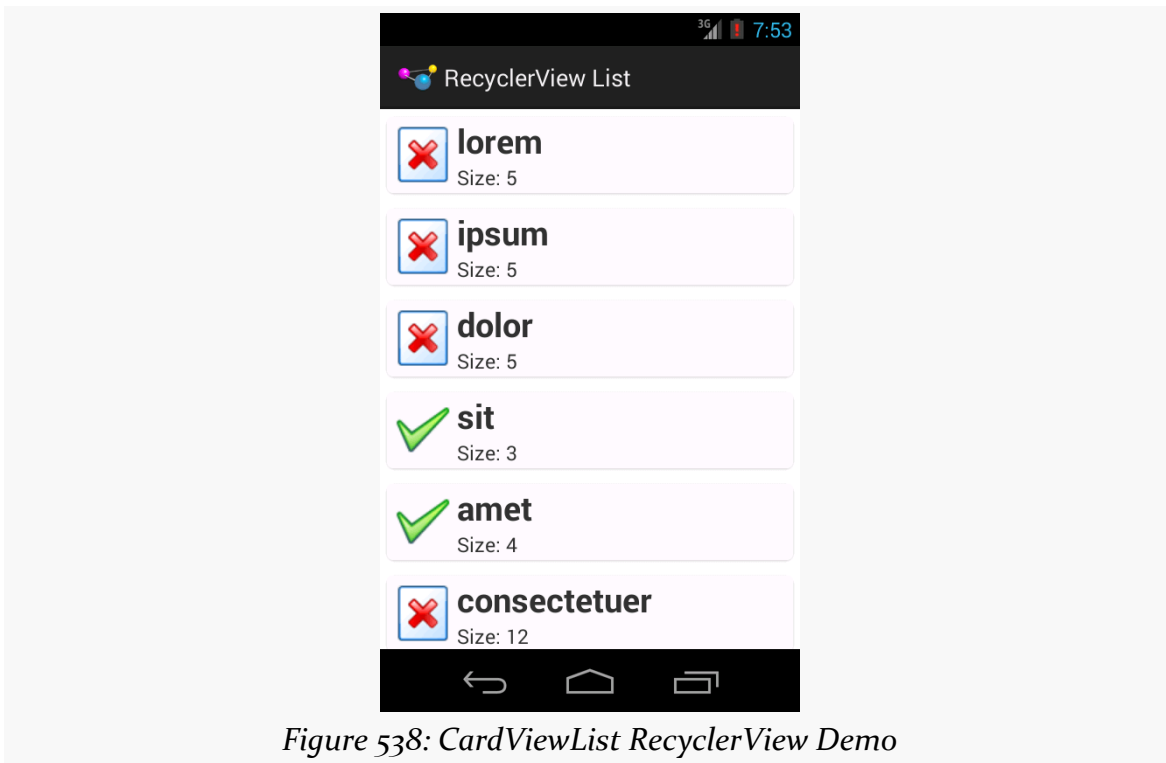 3G 7:53
RecyclerView List
lorem
Size: 5
ipsum
Size: 5
dolor
Size: 5
sit
Size: 3
amet
Size: 4
consectetuer
Size: 12
Figure 538: CardViewList RecyclerView Demo